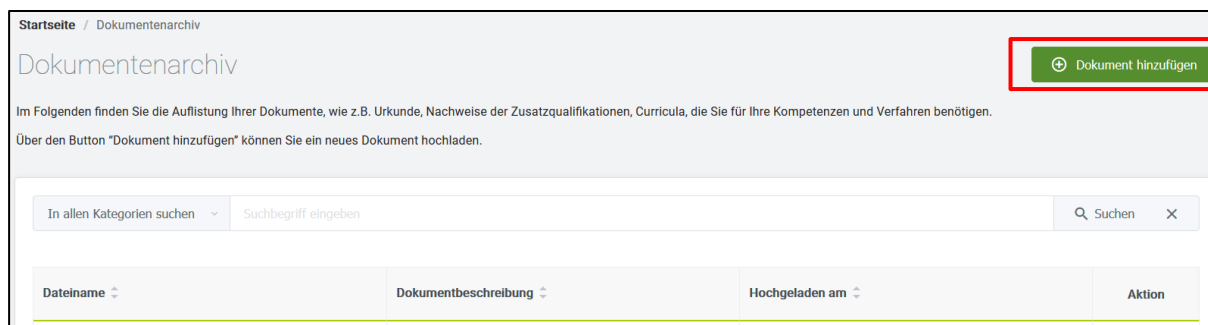 Startseite / Dokumentenarchiv
Dokumentenarchiv
Dokument hinzufügen
Im Folgenden finden Sie die Auflistung Ihrer Dokumente, wie z.B. Urkunde, Nachweise der Zusatzqualifikationen, Curricula, die Sie für Ihre Kompetenzen und Verfahren benötigen.
Über den Button "Dokument hinzufügen" können Sie ein neues Dokument hochladen.
In allen Kategorien suchen Suchbegriff eingeben Suchen
Dateiname Dokumentbeschreibung Hochgeladen am Aktion